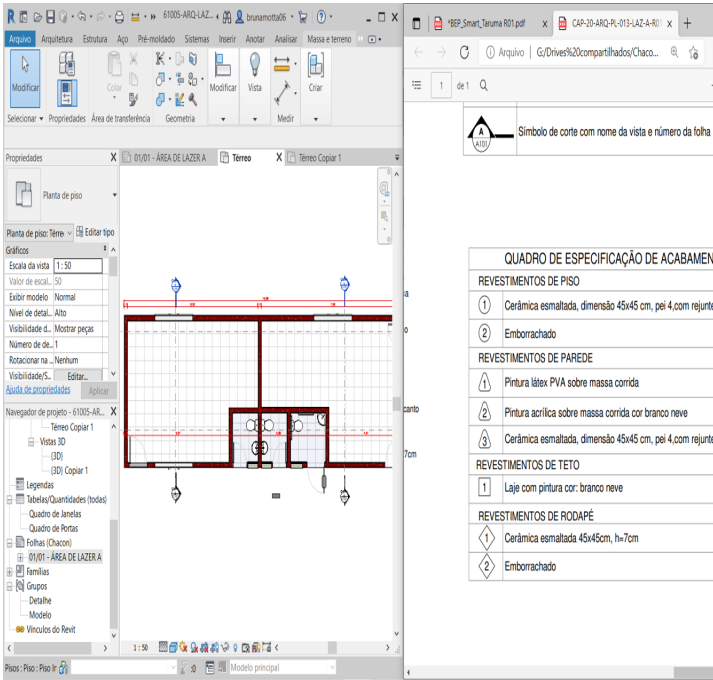 61005-ARQ-LAZ...
brunamotta06
Arquivo Arquitetura Estrutura Aço Pré-moldado Sistemas Inserir Anotar Analisar Massa e terreno
Modificar
Colar
Modificar
Vista
Criar
Selecionar Propriedades Área de transferência Geometria Medir
Propriedades X
01/01 - ÁREA DE LAZER A
Térreo X
Térreo Copiar 1
Planta de piso
Planta de piso: Térre Editar tipo
Gráficos
Escala da vista 1 : 50
Valor de escal... 50
Exibir modelo Normal
Nível de detal... Alto
Visibilidade d... Mostrar peças
Número de de... 1
Rotacionar na ... Nenhum
Visibilidade/S... Editar...
Ajuda de propriedades Aplicar
Navegador de projeto - 61005-AR... X
Térreo Copiar 1
Vistas 3D
{3D}
{3D} Copiar 1
Legendas
Tabelas/Quantidades (todas)
Quadro de Janelas
Quadro de Portas
Folhas (Chacon)
01/01 - ÁREA DE LAZER A
Famílias
Grupos
Detalhe
Modelo
Vínculos do Revit
1 : 50
Pisos : Piso : Piso Ir
:0
Modelo principal
a
o
canto
7cm
*BEP_Smart_Taruma R01.pdf
CAP-20-ARQ-PL-013-LAZ-A-R01
Arquivo | G:/Drives%20compartilhados/Chaco...
1 de 1
A
A101
Símbolo de corte com nome da vista e número da folha
QUADRO DE ESPECIFICAÇÃO DE ACABAMEN
REVESTIMENTOS DE PISO
1 Cerâmica esmaltada, dimensão 45x45 cm, pei 4,com rejunte
2 Emborrachado
REVESTIMENTOS DE PAREDE
1 Pintura látex PVA sobre massa corrida
2 Pintura acrílica sobre massa corrida cor branco neve
3 Cerâmica esmaltada, dimensão 45x45 cm, pei 4,com rejunte
REVESTIMENTOS DE TETO
1 Laje com pintura cor: branco neve
REVESTIMENTOS DE RODAPÉ
1 Cerâmica esmaltada 45x45cm, h=7cm
2 Emborrachado